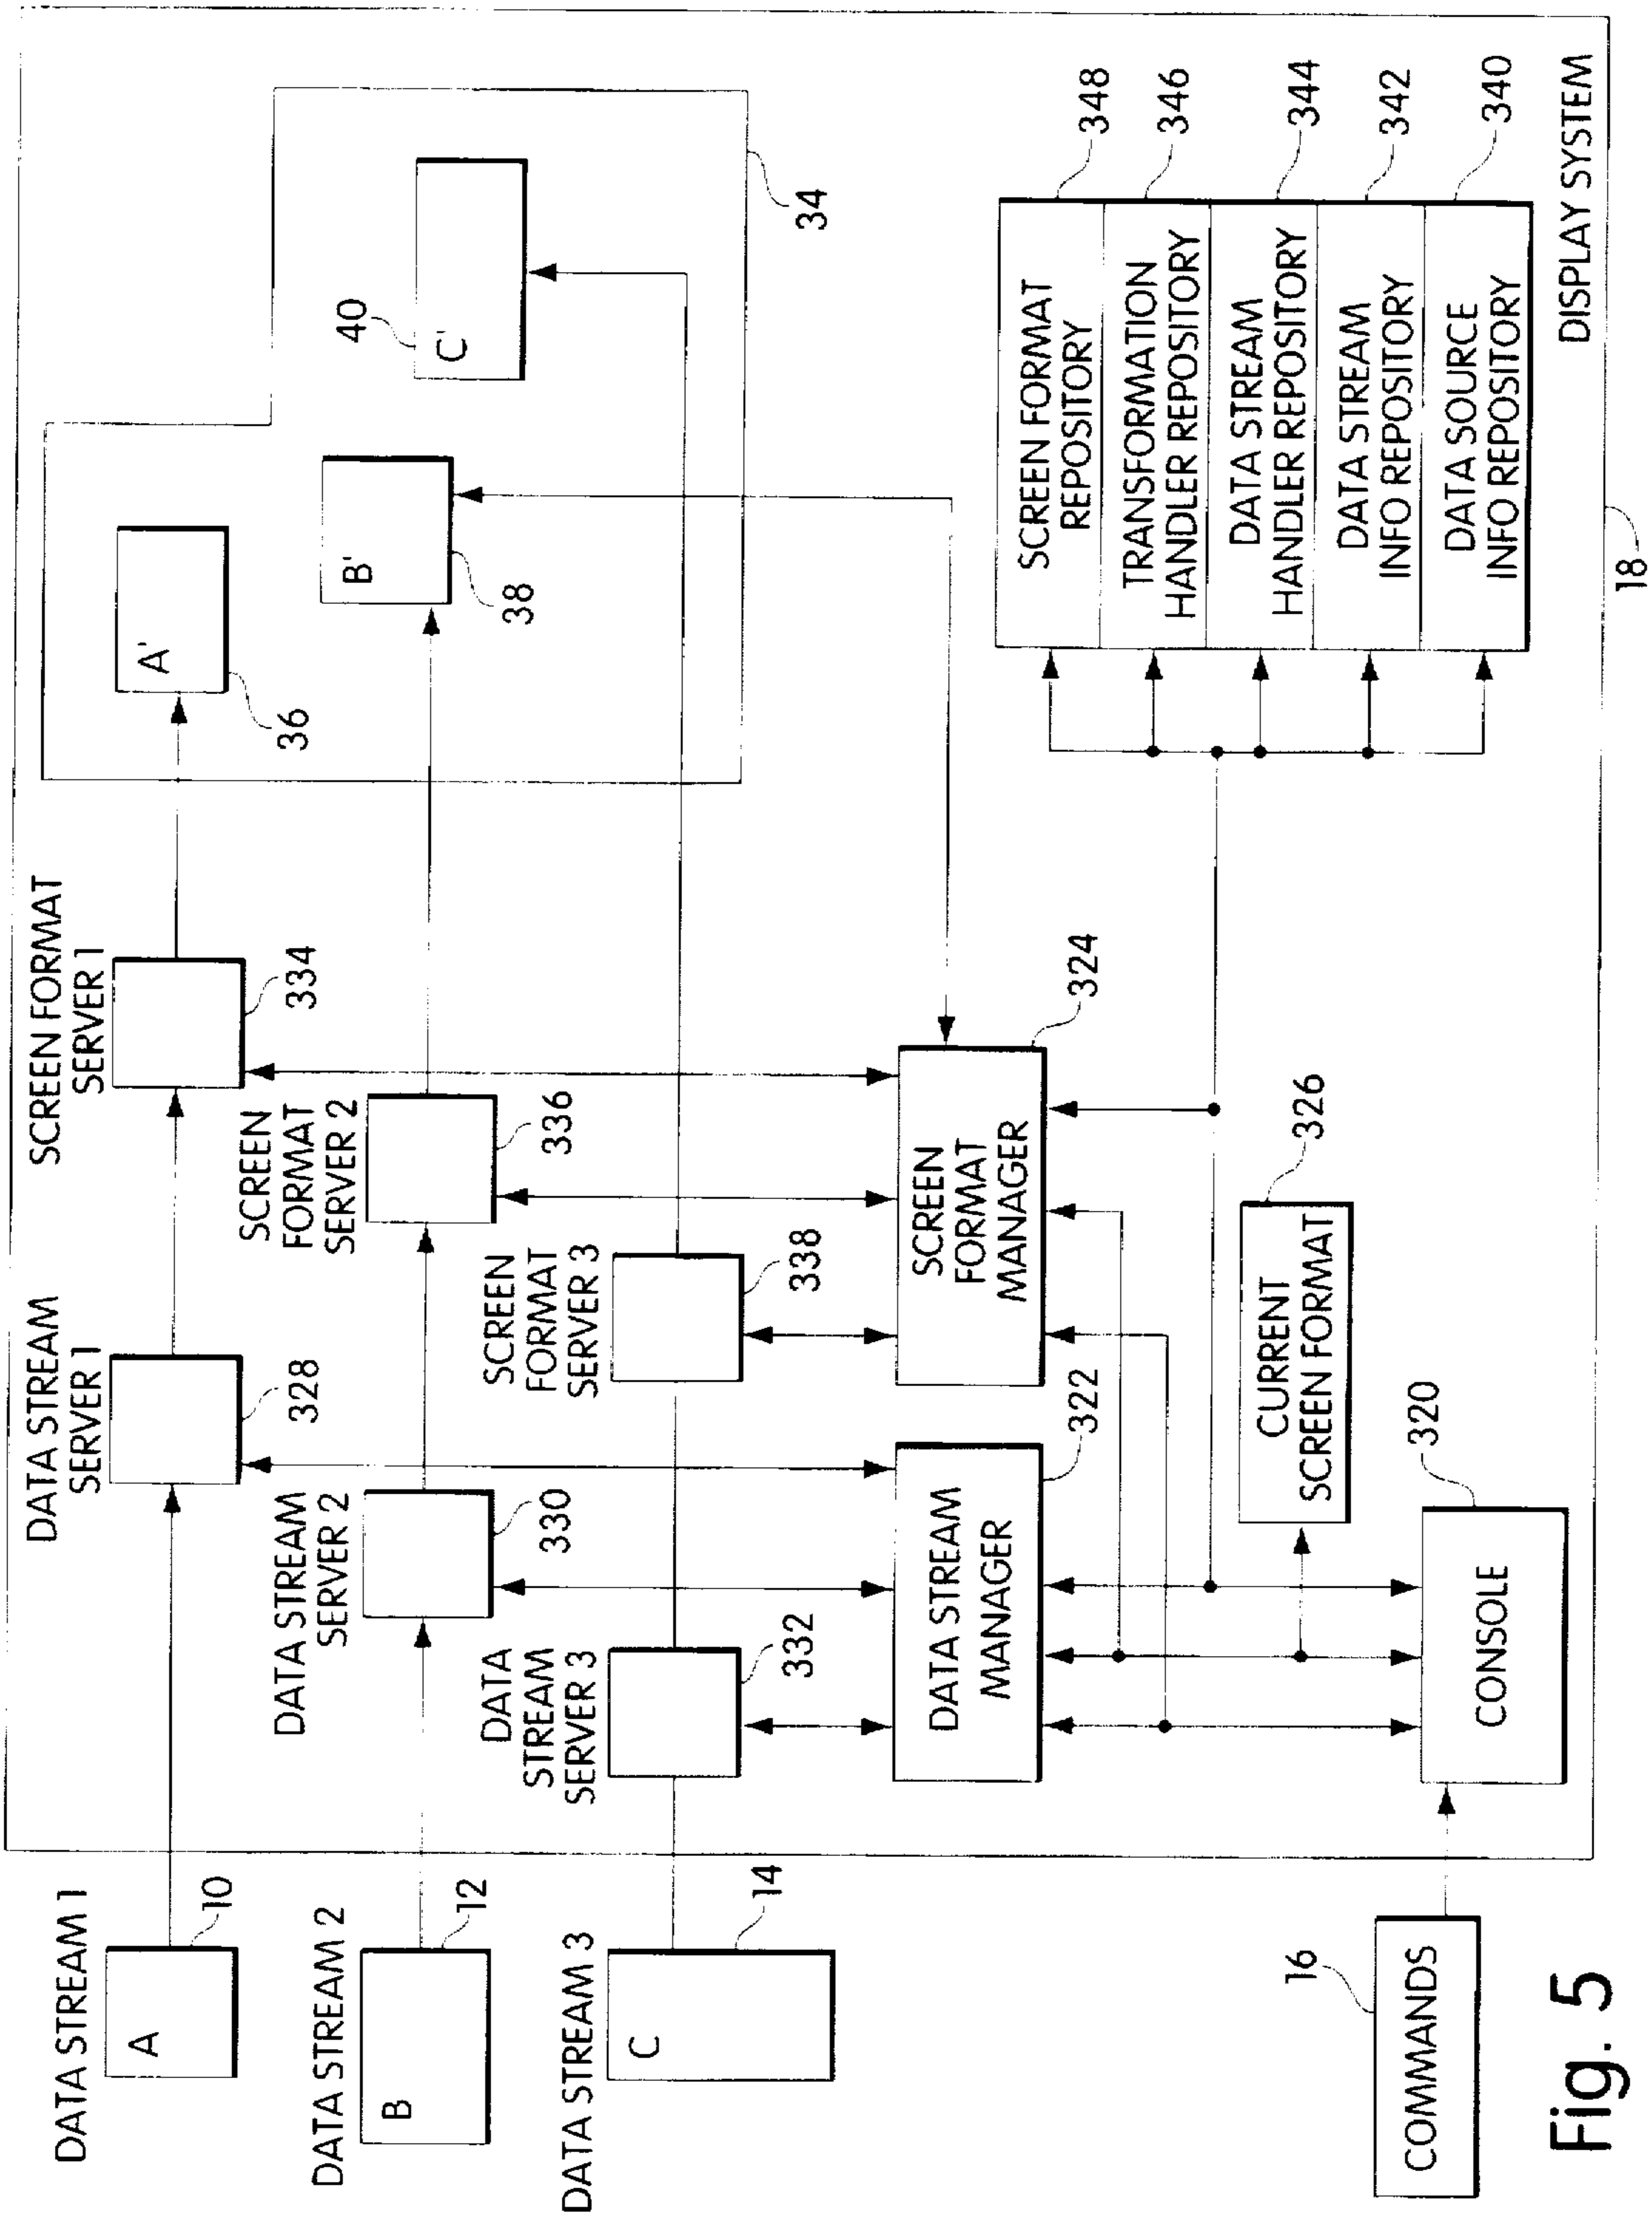 DATA STREAM 1
A
10
DATA STREAM 2
B
12
DATA STREAM 3
C
14
16
COMMANDS
DATA STREAM
SERVER 1
328
DATA STREAM
SERVER 2
330
DATA
STREAM
SERVER 3
332
SCREEN FORMAT
SERVER 1
334
SCREEN
FORMAT
SERVER 2
336
SCREEN
FORMAT
SERVER 3
338
DATA STREAM
MANAGER
322
SCREEN
FORMAT
MANAGER
324
CURRENT
SCREEN FORMAT
326
CONSOLE
320
A'
36
B'
38
40
C'
34
SCREEN FORMAT
REPOSITORY
348
TRANSFORMATION
HANDLER REPOSITORY
346
DATA STREAM
HANDLER REPOSITORY
344
DATA STREAM
INFO REPOSITORY
342
DATA SOURCE
INFO REPOSITORY
340
DISPLAY SYSTEM
18
Fig. 5